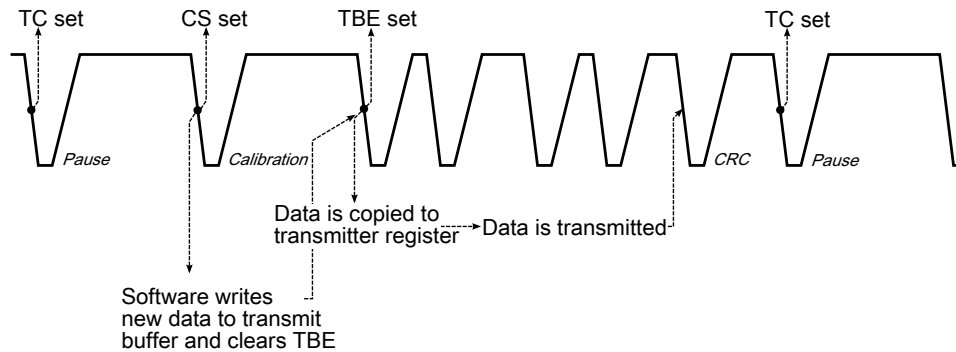 TC set
CS set
TBE set
TC set
Pause
Calibration
CRC
Pause
Data is copied to
transmitter register
Data is transmitted
Software writes
new data to transmit
buffer and clears TBE